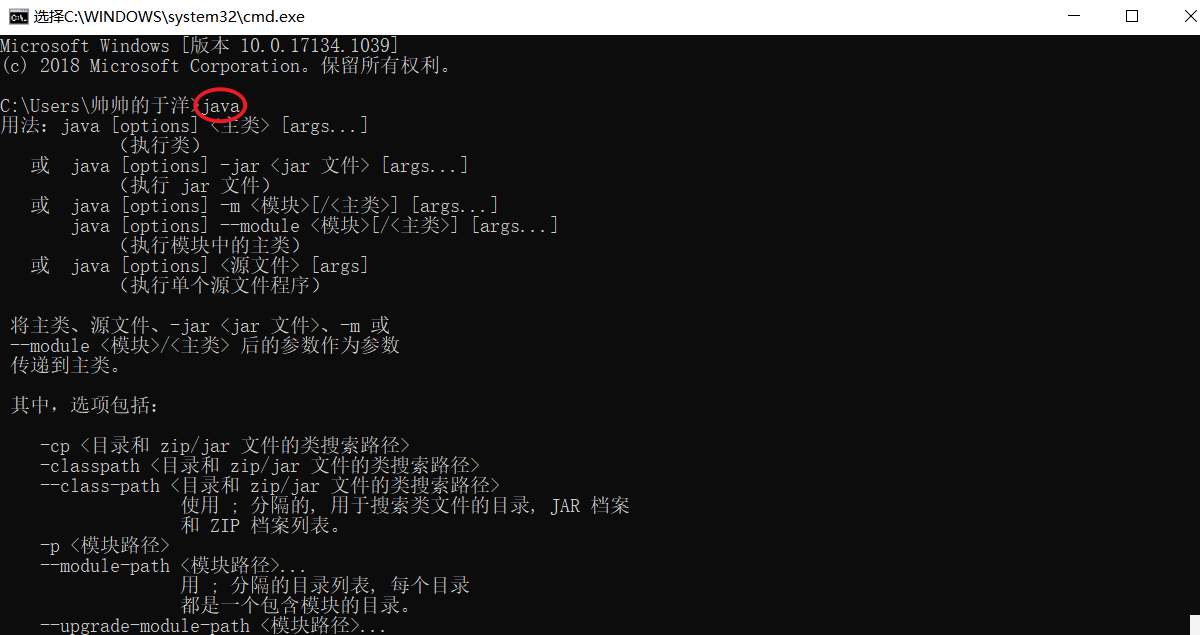 选择C:\WINDOWS\system32\cmd.exe
Microsoft Windows [版本 10.0.17134.1039]
(c) 2018 Microsoft Corporation。保留所有权利。
C:\Users\帅帅的于洋>java
用法: java [options] <主类> [args...]
(执行类)
或 java [options] -jar <jar 文件> [args...]
(执行 jar 文件)
或 java [options] -m <模块>[/<主类>] [args...]
java [options] --module <模块>[/<主类>] [args...]
(执行模块中的主类)
或 java [options] <源文件> [args]
(执行单个源文件程序)
将主类、源文件、-jar <jar 文件>、-m 或
--module <模块>/<主类> 后的参数作为参数
传递到主类。
其中, 选项包括:
-cp <目录和 zip/jar 文件的类搜索路径>
-classpath <目录和 zip/jar 文件的类搜索路径>
--class-path <目录和 zip/jar 文件的类搜索路径>
使用 ; 分隔的, 用于搜索类文件的目录, JAR 档案
和 ZIP 档案列表。
-p <模块路径>
--module-path <模块路径>...
用 ; 分隔的目录列表, 每个目录
都是一个包含模块的目录。
--upgrade-module-path <模块路径>...